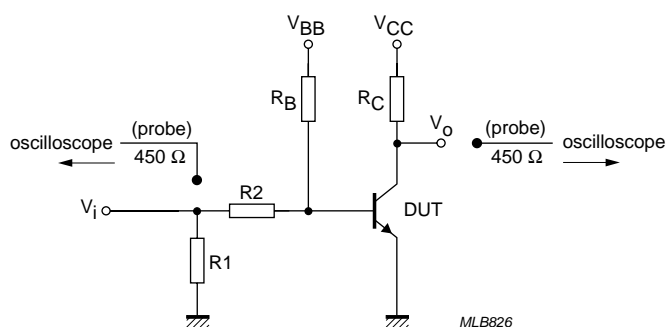 V_BB
V_CC
R_B
R_C
V_o
(probe)
oscilloscope
450 Ω
(probe)
oscilloscope
450 Ω
V_i
R2
DUT
R1
MLB826